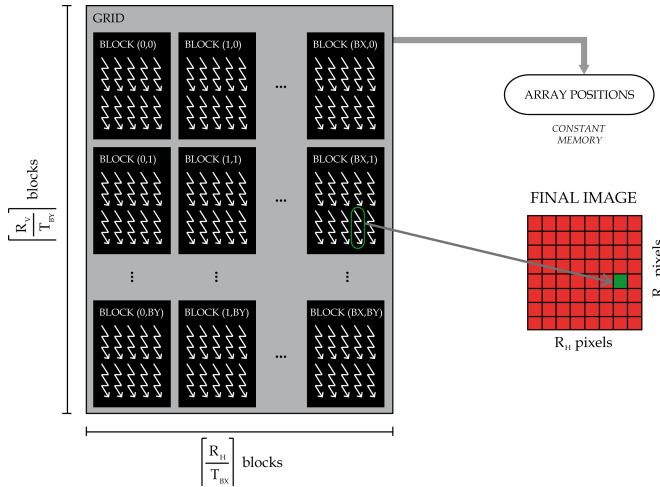 GRID
BLOCK (0,0) BLOCK (1,0) ... BLOCK (BX,0)
ARRAY POSITIONS
CONSTANT
MEMORY
BLOCK (0,1) BLOCK (1,1) ... BLOCK (BX,1)
FINAL IMAGE
⌈R_V / T_BY⌉ blocks
R pixels
R_H pixels
BLOCK (0,BY) BLOCK (1,BY) ... BLOCK (BX,BY)
⌈R_H / T_BX⌉ blocks